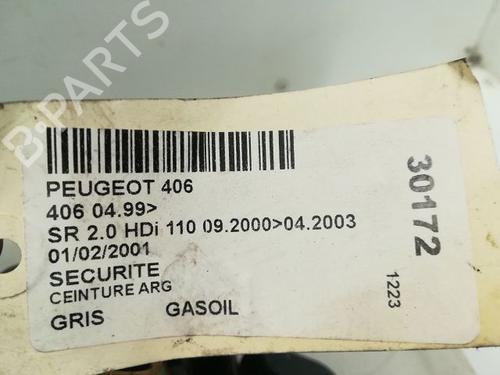 PEUGEOT 406
406 04.99>
SR 2.0 HDi 110 09.2000>04.2003
01/02/2001
SECURITE
CEINTURE ARG
GRIS GASOIL
30172
1223
B-PARTS